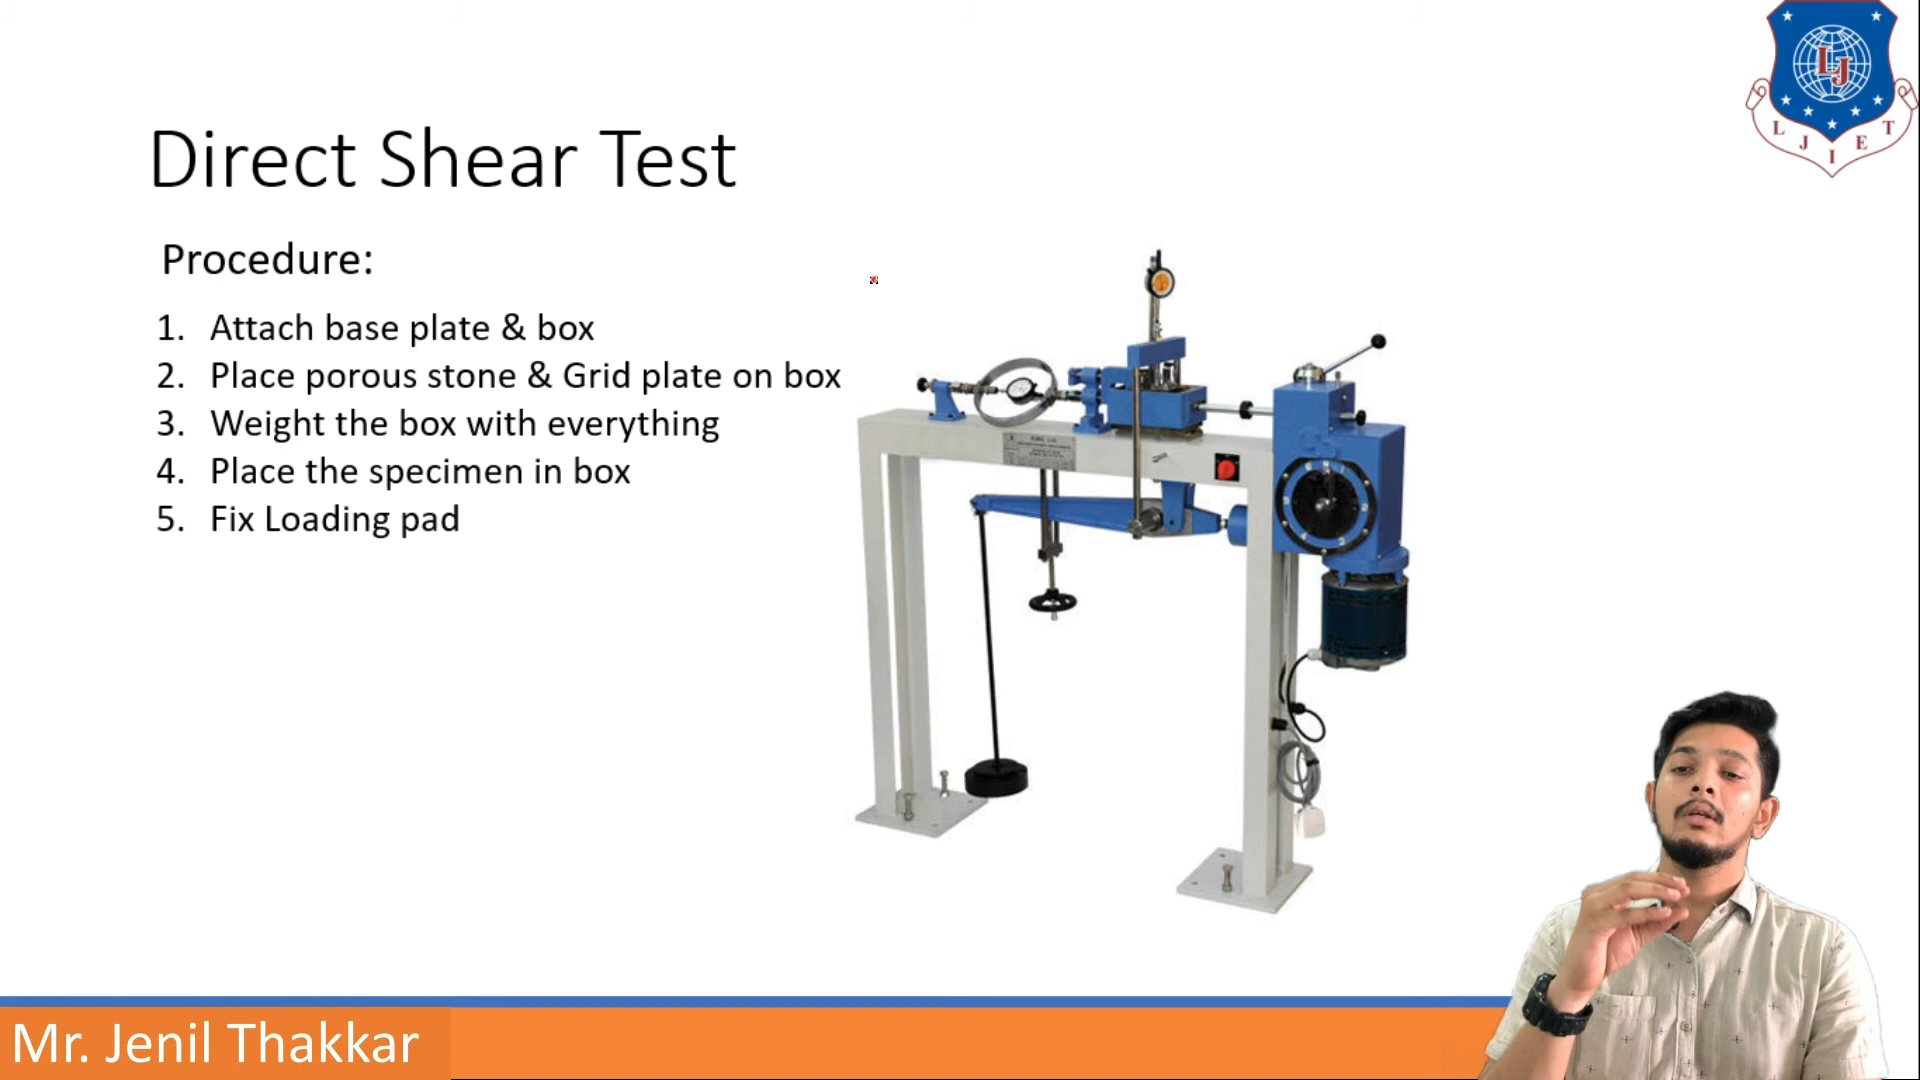 Direct Shear Test
Procedure:
1. Attach base plate & box
2. Place porous stone & Grid plate on box
3. Weight the box with everything
4. Place the specimen in box
5. Fix Loading pad
LJ
L J I E T
Mr. Jenil Thakkar